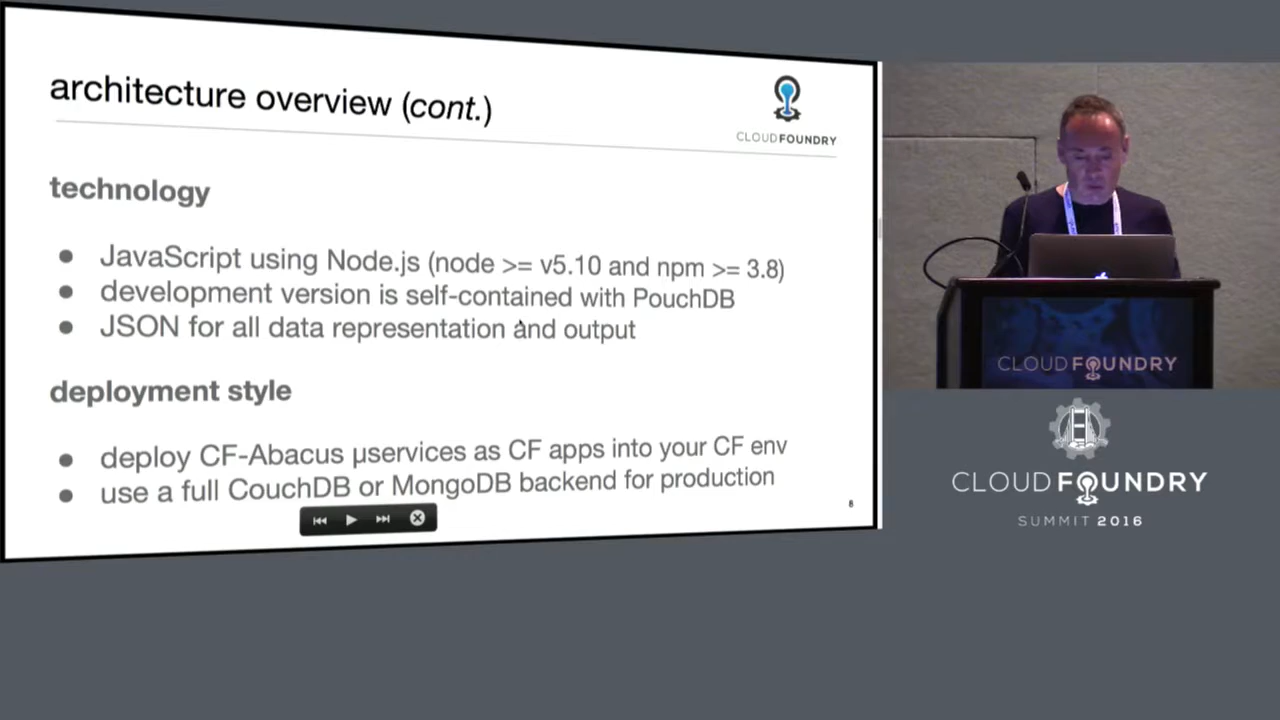 architecture overview (cont.)
CLOUDFOUNDRY
technology
● JavaScript using Node.js (node >= v5.10 and npm >= 3.8)
● development version is self-contained with PouchDB
● JSON for all data representation and output
deployment style
● deploy CF-Abacus µservices as CF apps into your CF env
● use a full CouchDB or MongoDB backend for production
8
CLOUD FOUNDRY
CLOUD FOUNDRY
SUMMIT 2016